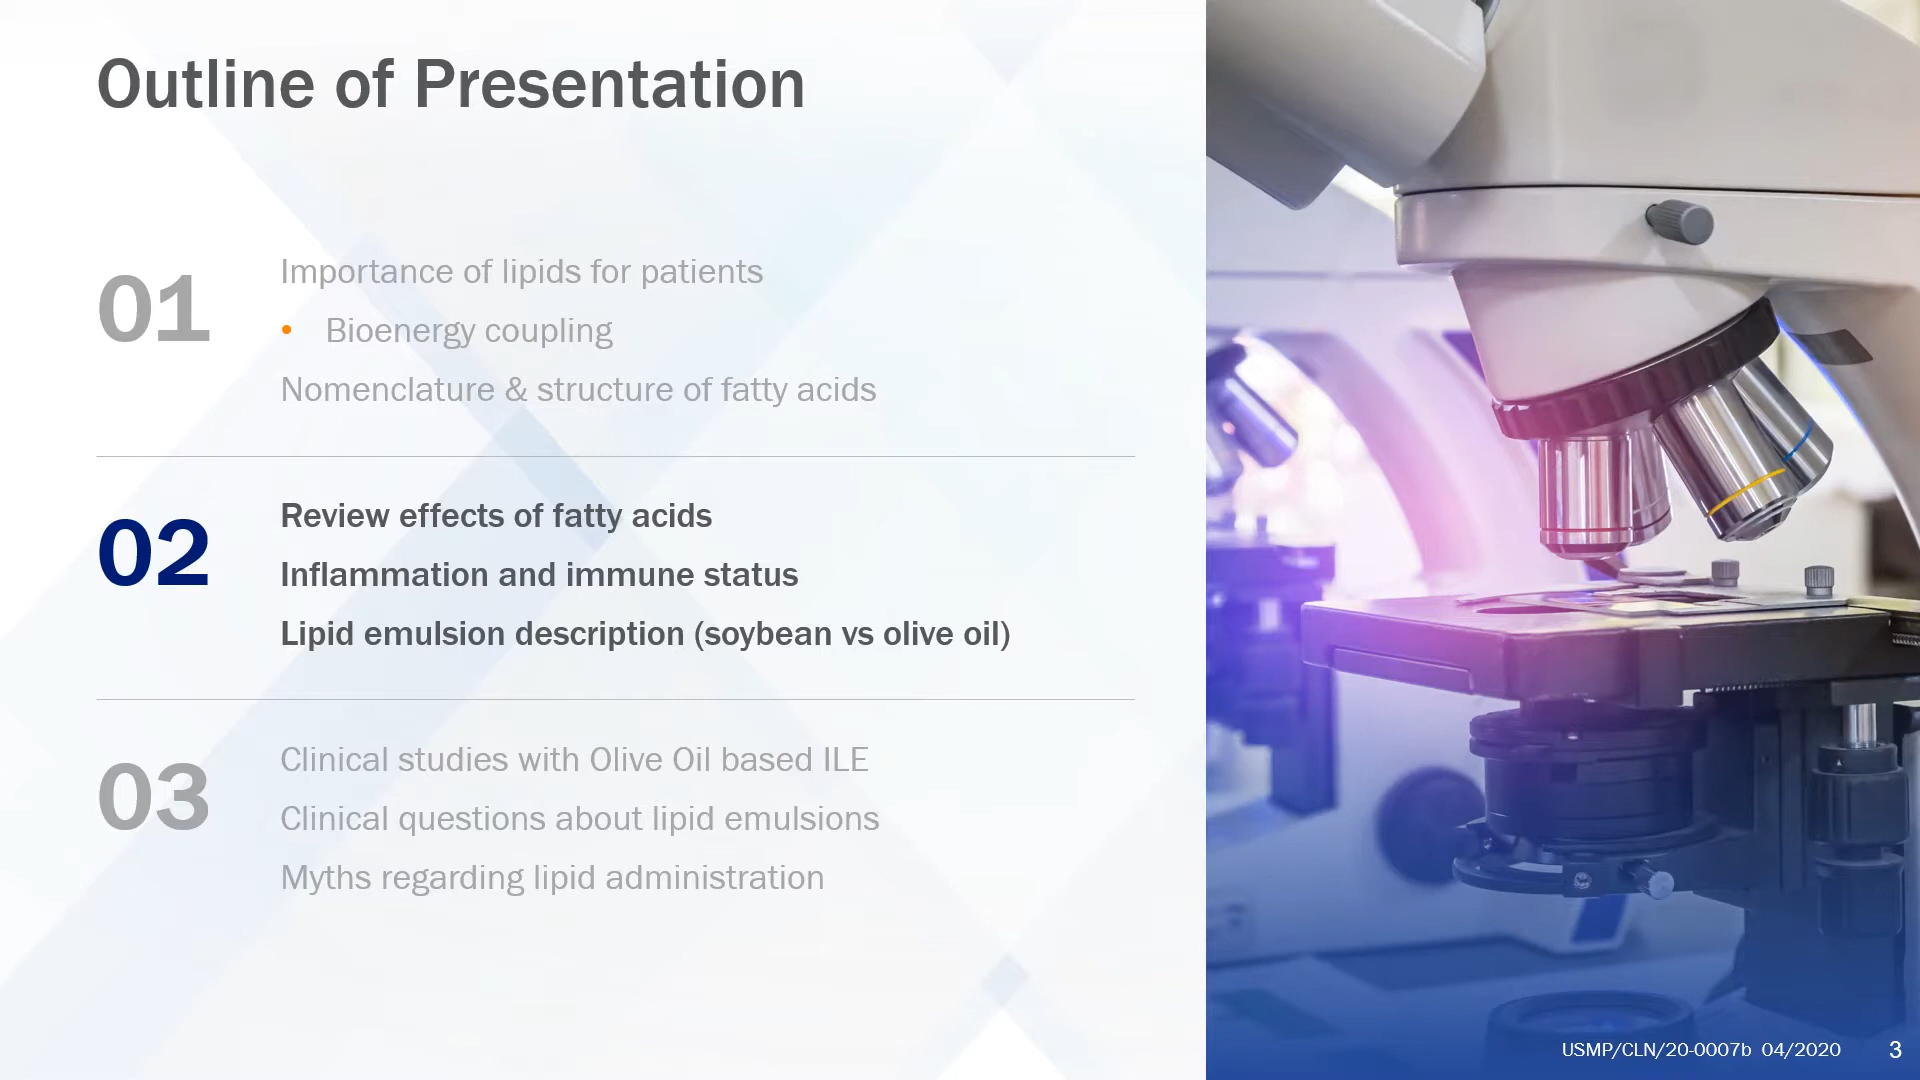 Outline of Presentation
01
Importance of lipids for patients
• Bioenergy coupling
Nomenclature & structure of fatty acids
02
Review effects of fatty acids
Inflammation and immune status
Lipid emulsion description (soybean vs olive oil)
03
Clinical studies with Olive Oil based ILE
Clinical questions about lipid emulsions
Myths regarding lipid administration
USMP/CLN/20-0007b 04/2020 3